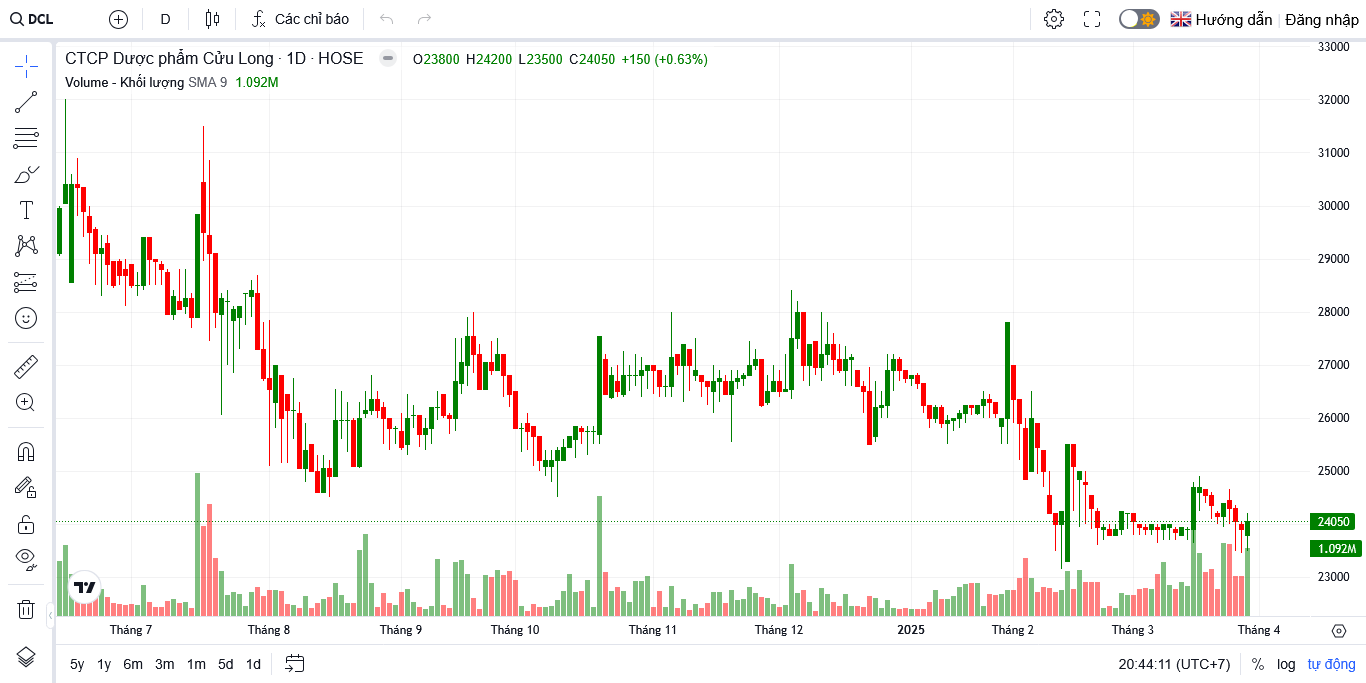 DCL D Các chỉ báo Hướng dẫn Đăng nhập
CTCP Dược phẩm Cửu Long · 1D · HOSE O23800 H24200 L23500 C24050 +150 (+0.63%)
Volume - Khối lượng SMA 9 1.092M
33000
32000
31000
30000
29000
28000
27000
26000
25000
24050
1.092M
23000
Tháng 7 Tháng 8 Tháng 9 Tháng 10 Tháng 11 Tháng 12 2025 Tháng 2 Tháng 3 Tháng 4
5y 1y 6m 3m 1m 5d 1d 20:44:11 (UTC+7) % log tự động